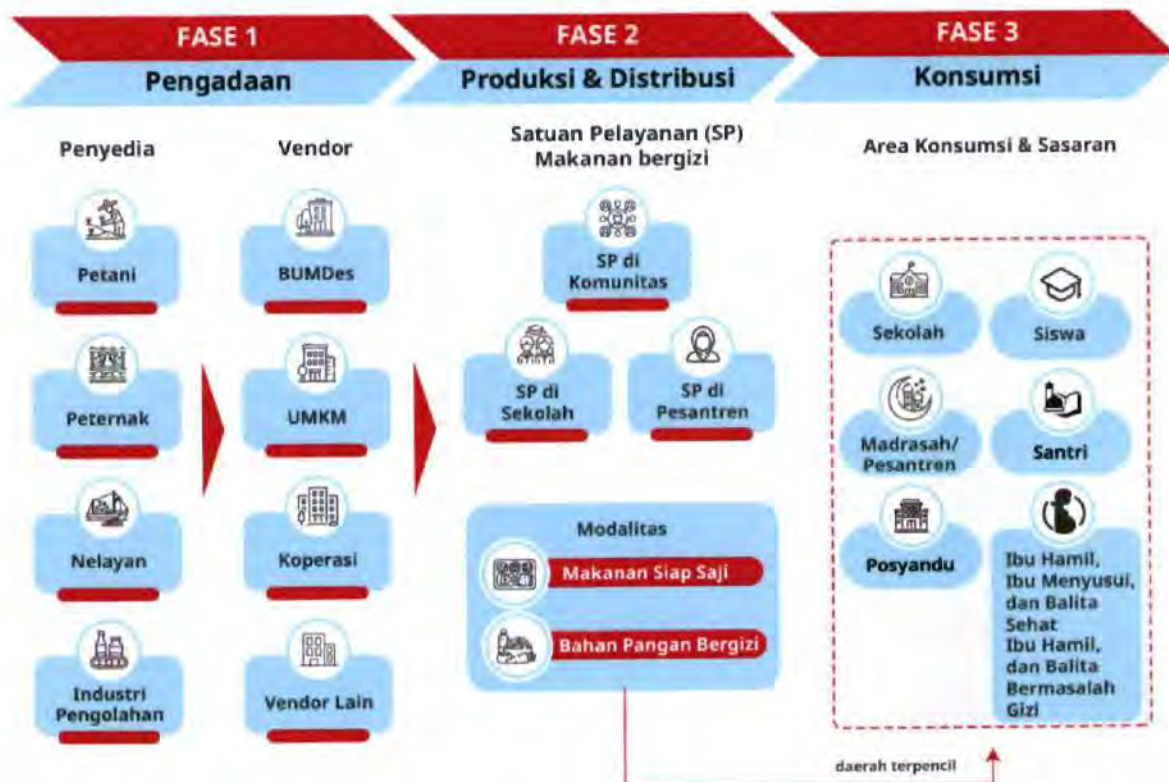 FASE 1
Pengadaan
FASE 2
Produksi & Distribusi
FASE 3
Konsumsi
Penyedia
Petani
Peternak
Nelayan
Industri
Pengolahan
Vendor
BUMDes
UMKM
Koperasi
Vendor Lain
Satuan Pelayanan (SP)
Makanan bergizi
SP di
Komunitas
SP di
Sekolah
SP di
Pesantren
Modalitas
Makanan Siap Saji
Bahan Pangan Bergizi
Area Konsumsi & Sasaran
Sekolah
Siswa
Madrasah/
Pesantren
Santri
Posyandu
Ibu Hamil,
Ibu Menyusui,
dan Balita
Sehat
Ibu Hamil,
dan Balita
Bermasalah
Gizi
daerah terpencil